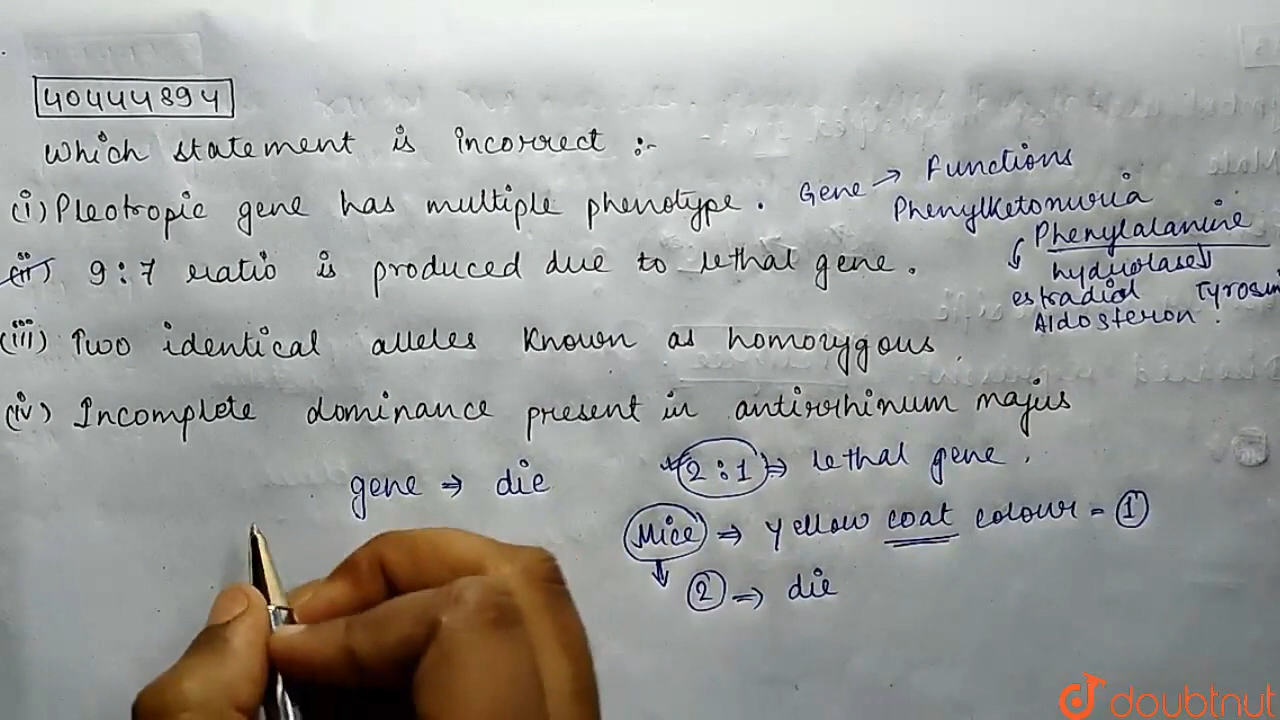 40444894
Which statement is incorrect :-
(i) Pleotropic gene has multiple phenotype.
Gene → Functions
Phenylketonuria
Phenylalanine
hydrolased
estradiol Tyrosin
Aldosteron.
(ii) 9:7 ratio is produced due to lethal gene.
(iii) Two identical alleles known as homozygous.
(iv) Incomplete dominance present in antirrhinum majus
gene ⇒ die
2:1 ⇒ lethal gene.
Mice ⇒ Yellow coat colour = 1
2 ⇒ die
doubtnut